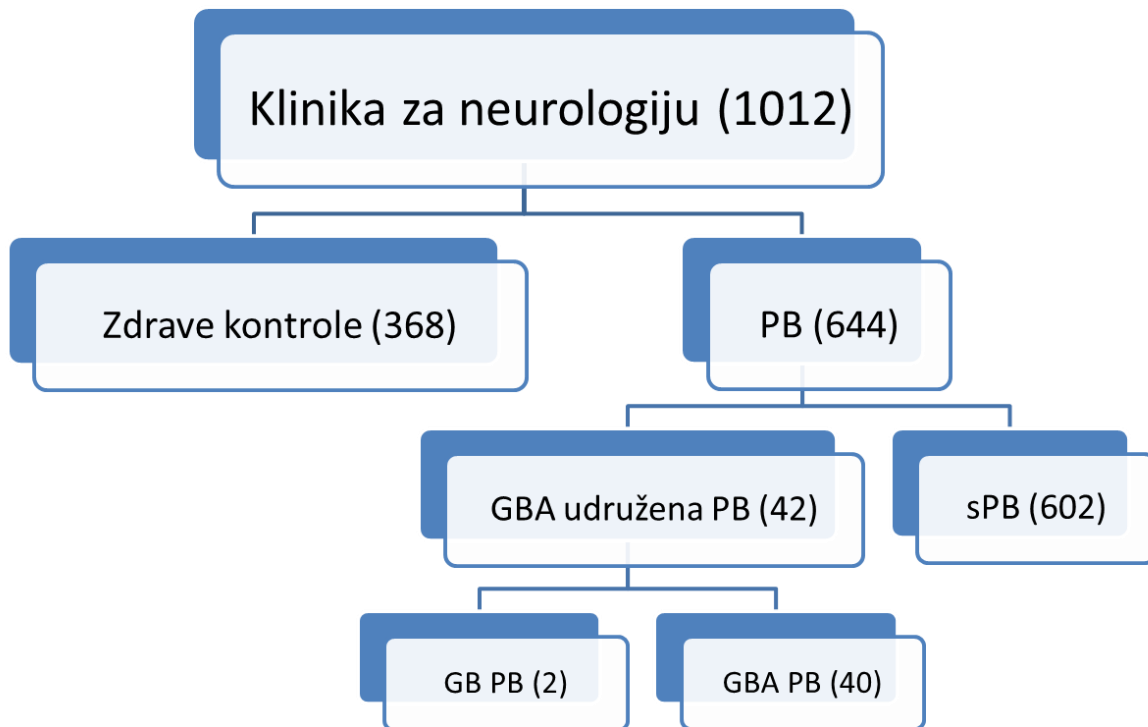 Klinika za neurologiju (1012)
Zdrave kontrole (368)
PB (644)
GBA udružena PB (42)
sPB (602)
GB PB (2)
GBA PB (40)